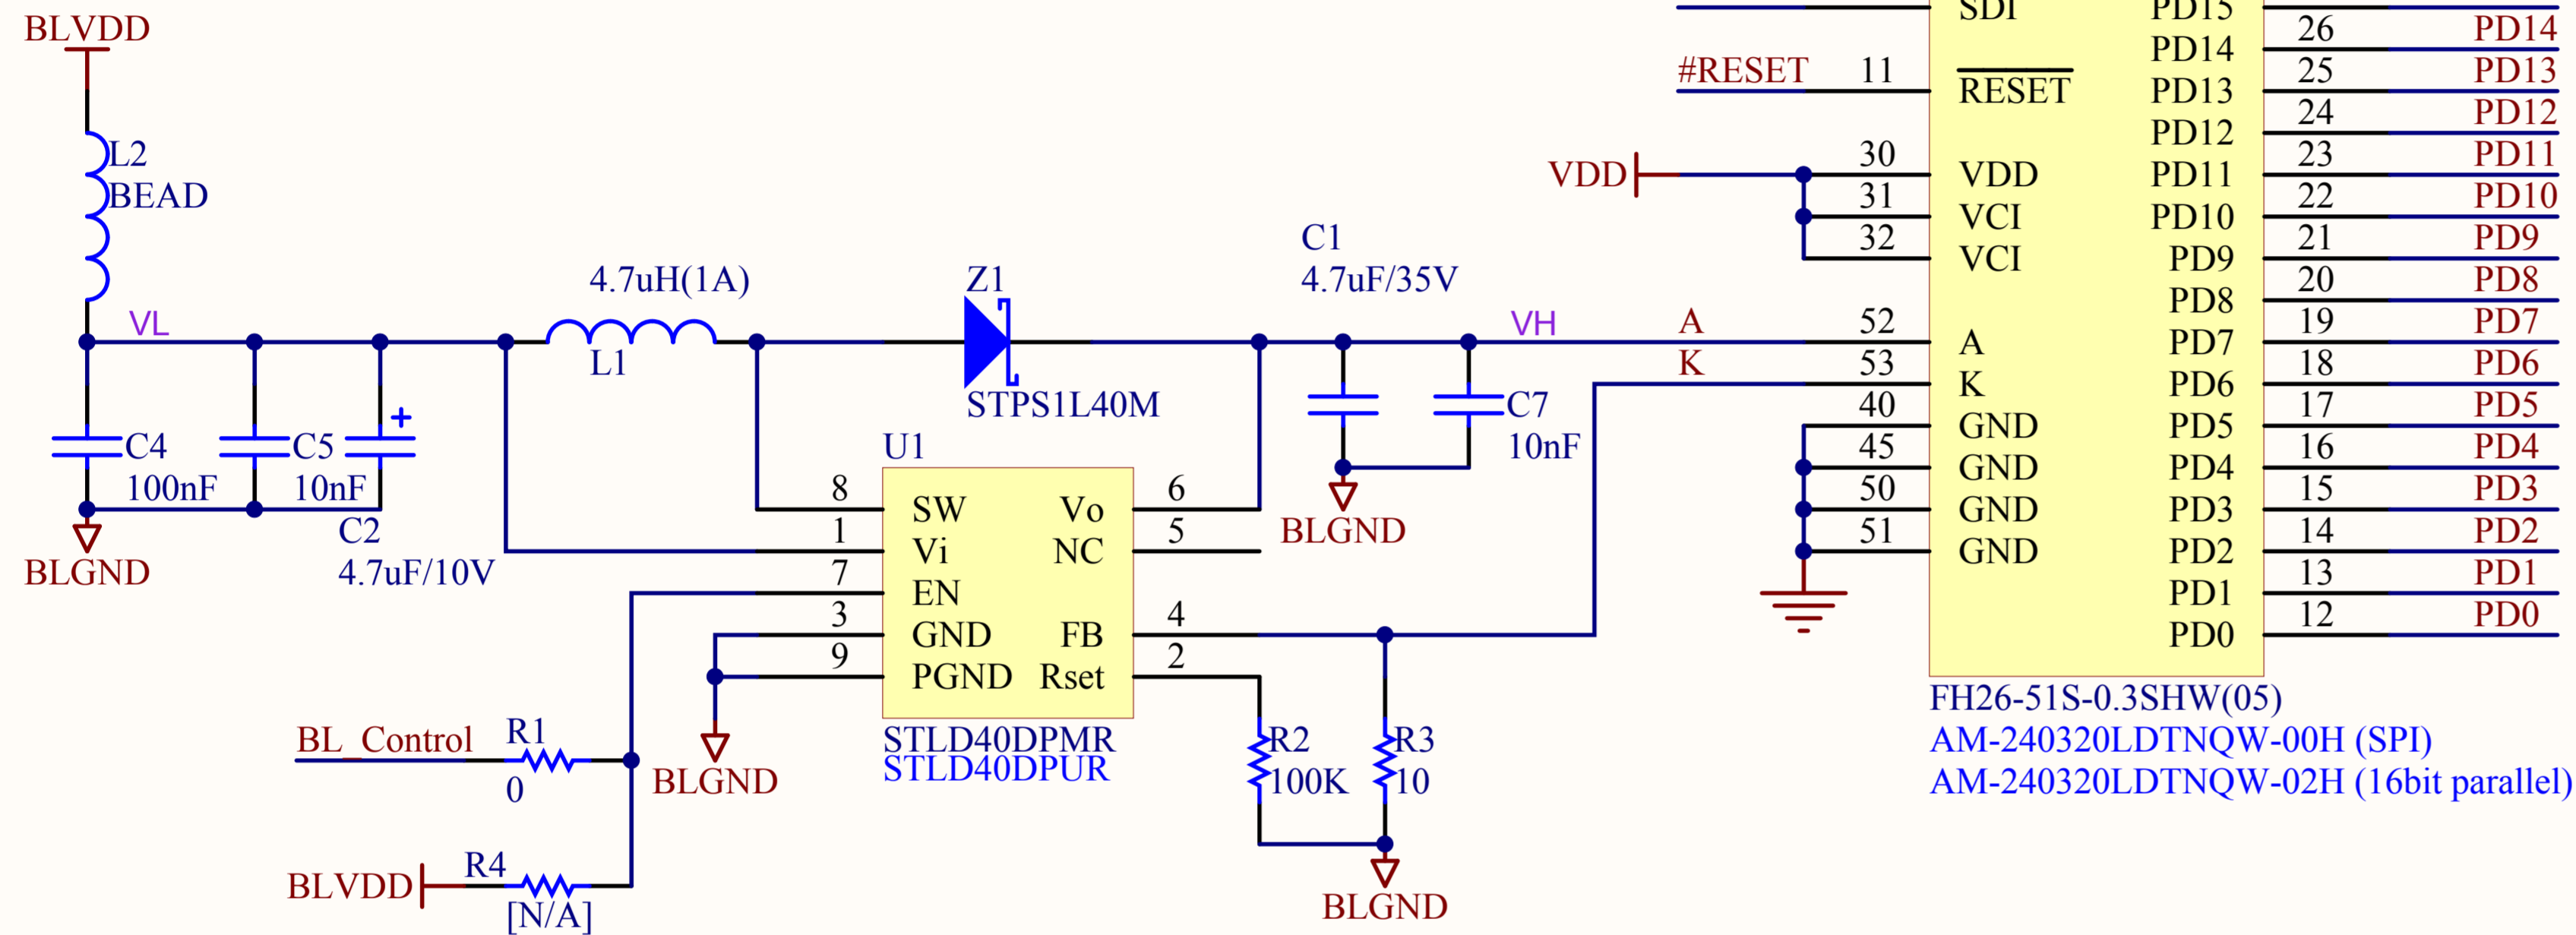 BLVDD
L2
BEAD
VL
C4
100nF
C5
10nF
+
C2
4.7uF/10V
BLGND
4.7uH(1A)
L1
Z1
STPS1L40M
C1
4.7uF/35V
VH
C7
10nF
BLGND
U1
8 SW Vo 6
1 Vi NC 5
7 EN
3 GND FB 4
9 PGND Rset 2
STLD40DPMR
STLD40DPUR
BL_Control
R1
0
BLGND
BLVDD
R4
[N/A]
R2
100K
R3
10
BLGND
SDI PD15
PD14 26 PD14
#RESET 11 RESET PD13 25 PD13
PD12 24 PD12
VDD 30 VDD PD11 23 PD11
31 VCI PD10 22 PD10
32 VCI PD9 21 PD9
PD8 20 PD8
A 52 A PD7 19 PD7
K 53 K PD6 18 PD6
40 GND PD5 17 PD5
45 GND PD4 16 PD4
50 GND PD3 15 PD3
51 GND PD2 14 PD2
PD1 13 PD1
PD0 12 PD0
FH26-51S-0.3SHW(05)
AM-240320LDTNQW-00H (SPI)
AM-240320LDTNQW-02H (16bit parallel)